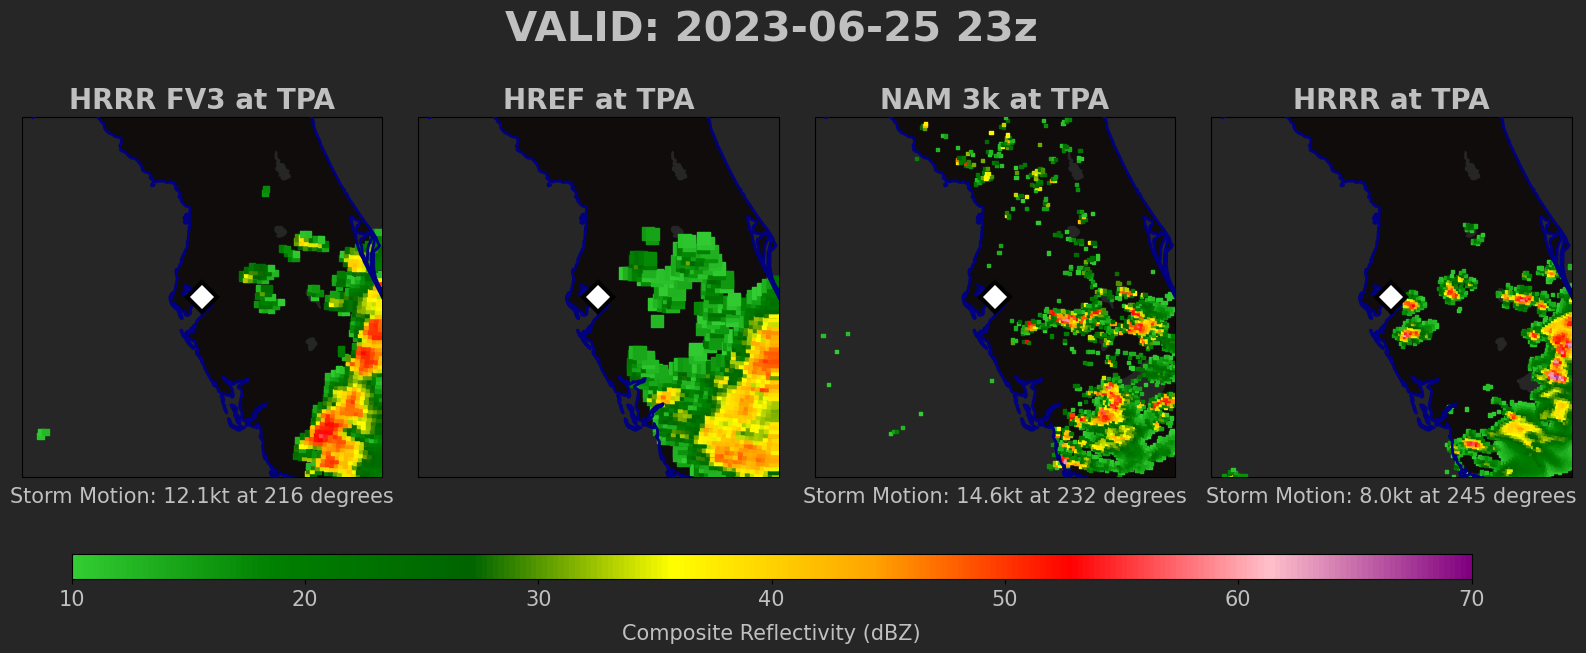 VALID: 2023-06-25 23z
HRRR FV3 at TPA
HREF at TPA
NAM 3k at TPA
HRRR at TPA
Storm Motion: 12.1kt at 216 degrees
Storm Motion: 14.6kt at 232 degrees
Storm Motion: 8.0kt at 245 degrees
10 20 30 40 50 60 70
Composite Reflectivity (dBZ)